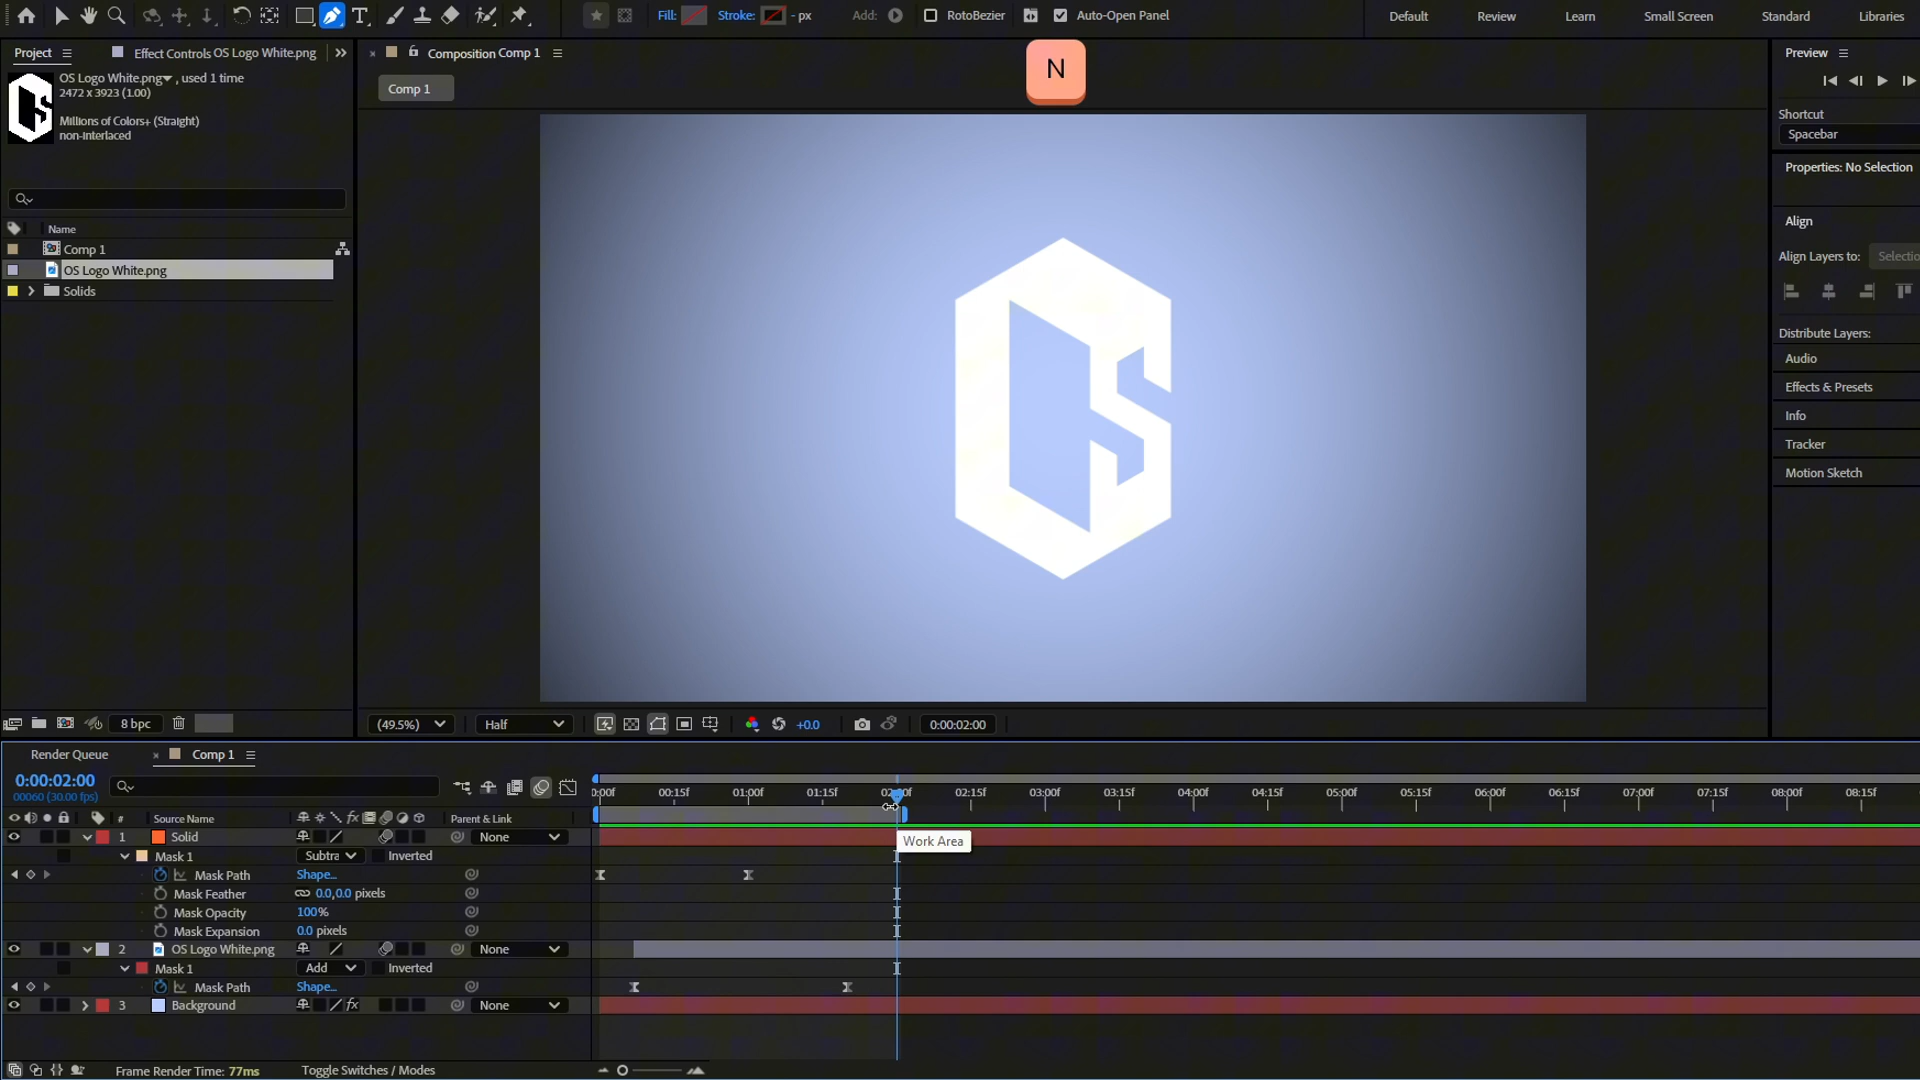 Fill:
Stroke:
- px
Add:
RotoBezier
Auto-Open Panel
Default
Review
Learn
Small Screen
Standard
Libraries
Project
Effect Controls OS Logo White.png
Composition Comp 1
N
Preview
OS Logo White.png, used 1 time
2472 x 3923 (1.00)
Comp 1
Millions of Colors+ (Straight)
non-interlaced
Shortcut
Spacebar
Properties: No Selection
Name
Align
Comp 1
OS Logo White.png
Align Layers to:
Selectio
Solids
Distribute Layers:
Audio
Effects & Presets
Info
Tracker
Motion Sketch
8 bpc
(49.5%)
Half
+0.0
0:00:02:00
Render Queue
Comp 1
0:00:02:00
00060 (30.00 fps)
0:00f 00:15f 01:00f 01:15f 02:00f 02:15f 03:00f 03:15f 04:00f 04:15f 05:00f 05:15f 06:00f 06:15f 07:00f 07:15f 08:00f 08:15f
# Source Name fx Parent & Link
1 Solid None
Work Area
Mask 1 Subtra Inverted
Mask Path Shape...
Mask Feather 0.0,0.0 pixels
Mask Opacity 100%
Mask Expansion 0.0 pixels
2 OS Logo White.png None
Mask 1 Add Inverted
Mask Path Shape...
3 Background fx None
Frame Render Time: 77ms
Toggle Switches / Modes